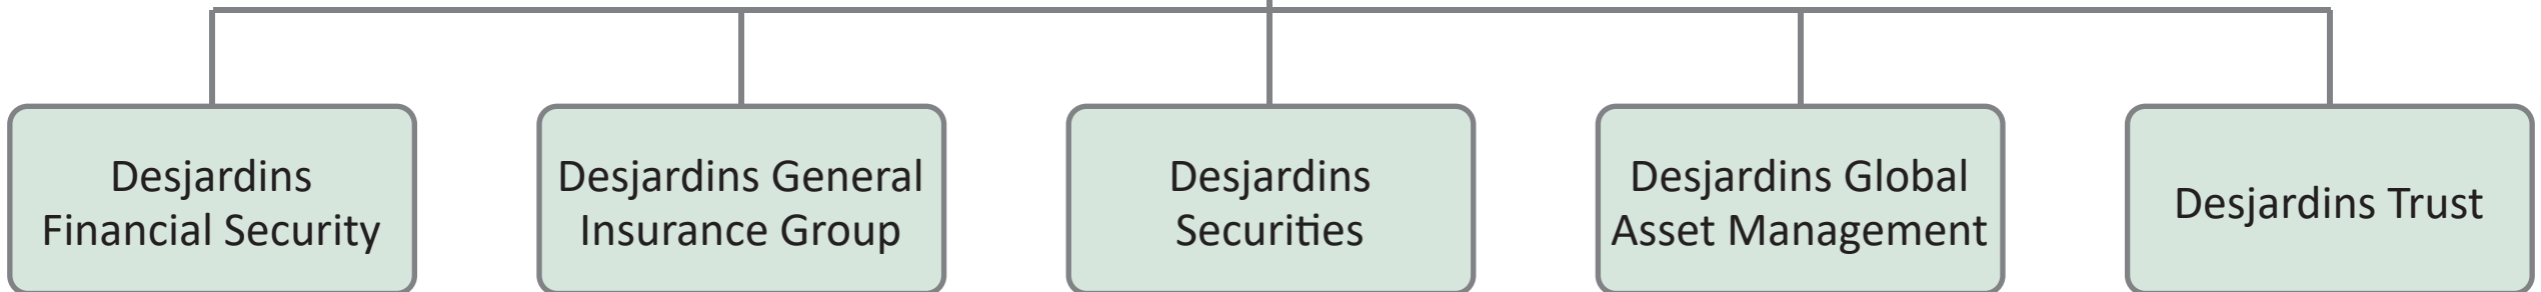 Desjardins
Financial Security
Desjardins General
Insurance Group
Desjardins
Securities
Desjardins Global
Asset Management
Desjardins Trust